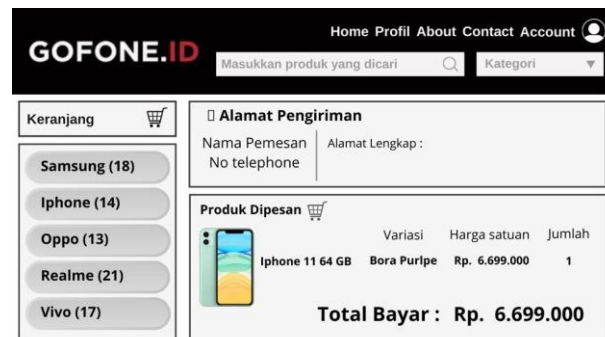 Home Profil About Contact Account
GOFONE.ID
Masukkan produk yang dicari
Kategori
Keranjang
Samsung (18)
Iphone (14)
Oppo (13)
Realme (21)
Vivo (17)
Alamat Pengiriman
Nama Pemesan
No telephone
Alamat Lengkap :
Produk Dipesan
Variasi Harga satuan Jumlah
Iphone 11 64 GB Bora Purlpe Rp. 6.699.000 1
Total Bayar : Rp. 6.699.000